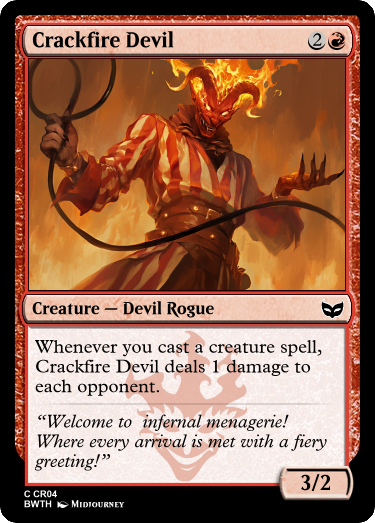 Crackfire Devil 2
Creature — Devil Rogue
Whenever you cast a creature spell,
Crackfire Devil deals 1 damage to
each opponent.
“Welcome to  infernal menagerie!
Where every arrival is met with a fiery
greeting!”
3/2
C CR04
BWTH Midjourney